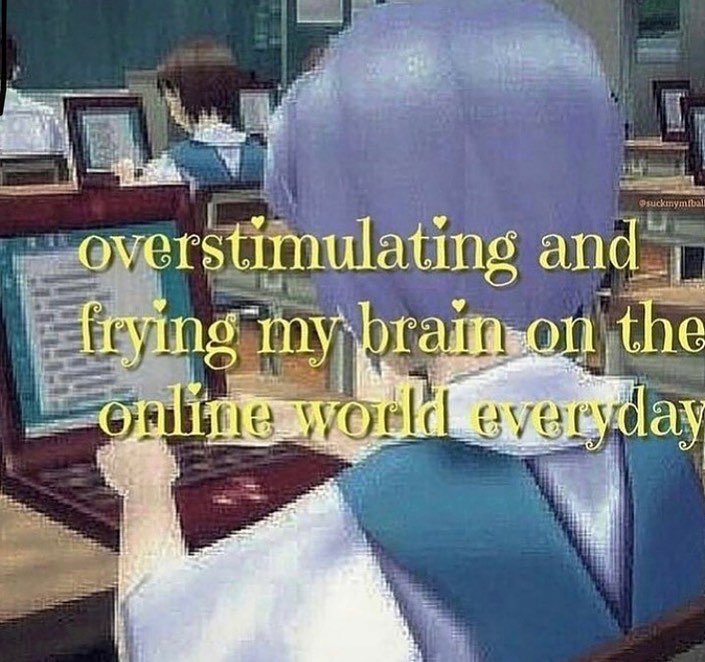 overstimulating and
frying my brain on the
online world everyday